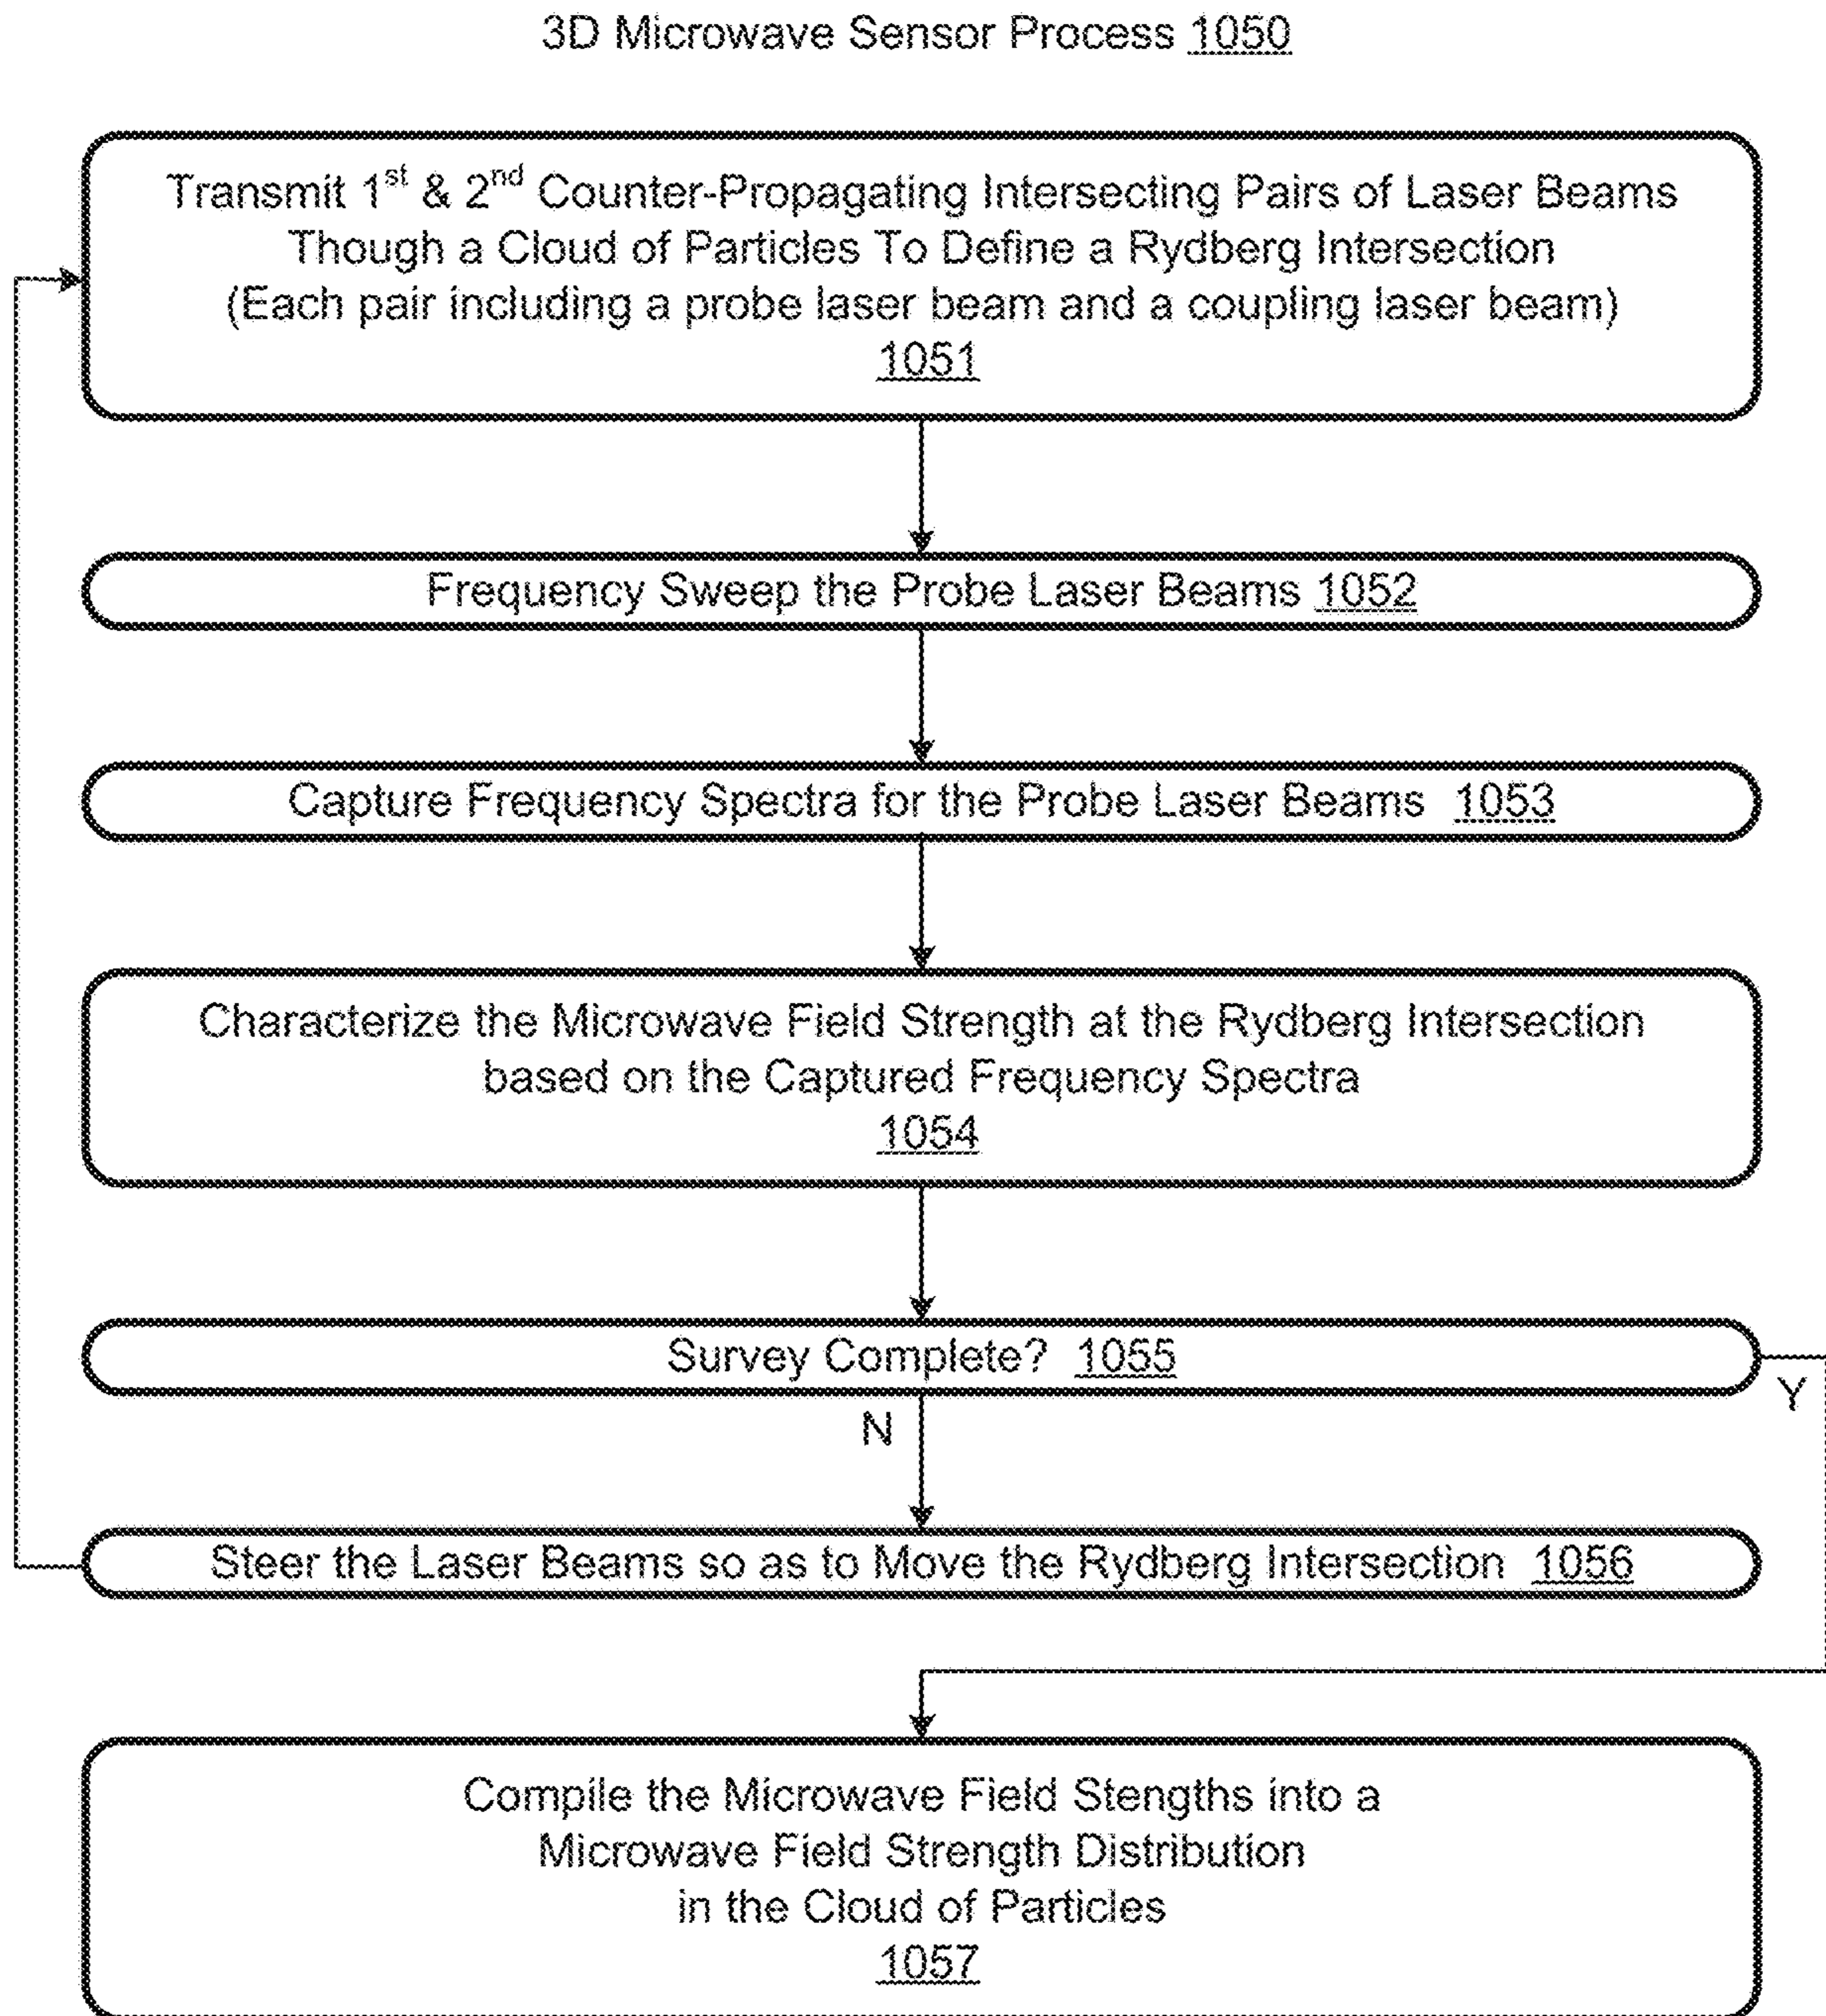 3D Microwave Sensor Process 1050
Transmit 1st & 2nd Counter-Propagating Intersecting Pairs of Laser Beams
Though a Cloud of Particles To Define a Rydberg Intersection
(Each pair including a probe laser beam and a coupling laser beam)
1051
Frequency Sweep the Probe Laser Beams 1052
Capture Frequency Spectra for the Probe Laser Beams 1053
Characterize the Microwave Field Strength at the Rydberg Intersection
based on the Captured Frequency Spectra
1054
Survey Complete? 1055
Y
N
Steer the Laser Beams so as to Move the Rydberg Intersection 1056
Compile the Microwave Field Stengths into a
Microwave Field Strength Distribution
in the Cloud of Particles
1057